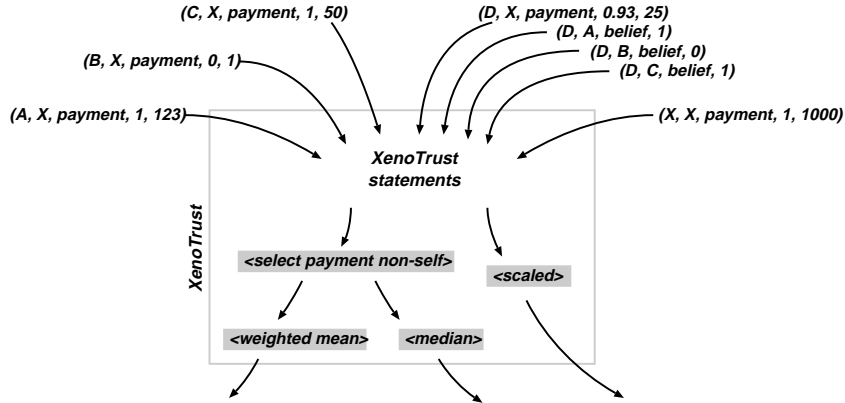 (C, X, payment, 1, 50)
(D, X, payment, 0.93, 25)
(D, A, belief, 1)
(D, B, belief, 0)
(D, C, belief, 1)
(B, X, payment, 0, 1)
(A, X, payment, 1, 123)
(X, X, payment, 1, 1000)
XenoTrust
statements
XenoTrust
<select payment non-self>
<scaled>
<weighted mean>
<median>